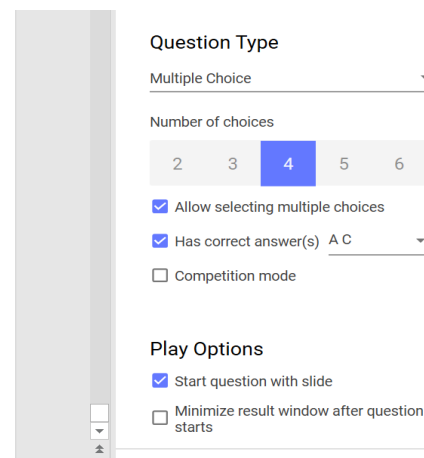 Question Type
Multiple Choice
Number of choices
2 3 4 5 6
Allow selecting multiple choices
Has correct answer(s) A C
Competition mode
Play Options
Start question with slide
Minimize result window after question
starts